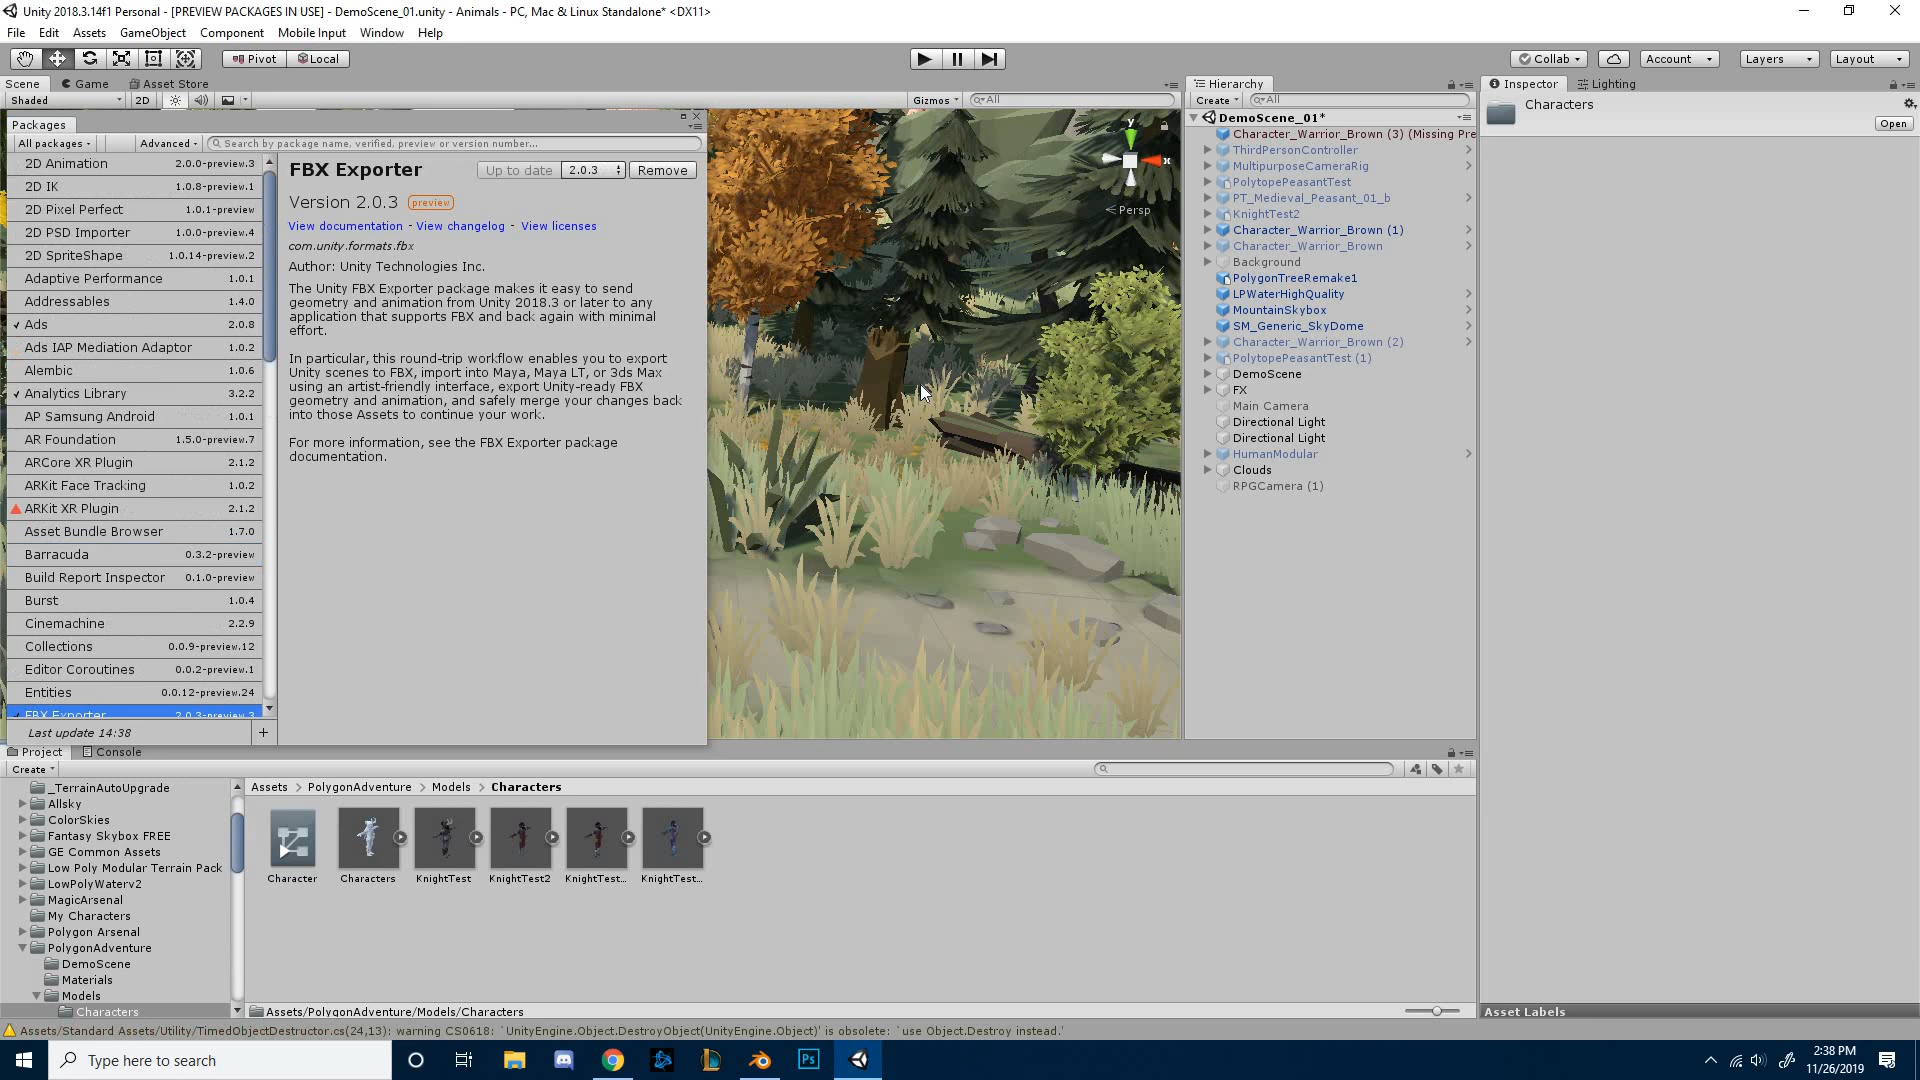 Unity 2018.3.14f1 Personal - [PREVIEW PACKAGES IN USE] - DemoScene_01.unity - Animals - PC, Mac & Linux Standalone* <DX11>
File Edit Assets GameObject Component Mobile Input Window Help
Pivot Local
Collab Account Layers Layout
Scene Game Asset Store
Shaded 2D Gizmos All
Packages
All packages Advanced Search by package name, verified, preview or version number...
2D Animation 2.0.0-preview.3
2D IK 1.0.8-preview.1
2D Pixel Perfect 1.0.1-preview
2D PSD Importer 1.0.0-preview.4
2D SpriteShape 1.0.14-preview.2
Adaptive Performance 1.0.1
Addressables 1.4.0
Ads 2.0.8
Ads IAP Mediation Adaptor 1.0.2
Alembic 1.0.6
Analytics Library 3.2.2
AP Samsung Android 1.0.1
AR Foundation 1.5.0-preview.7
ARCore XR Plugin 2.1.2
ARKit Face Tracking 1.0.2
ARKit XR Plugin 2.1.2
Asset Bundle Browser 1.7.0
Barracuda 0.3.2-preview
Build Report Inspector 0.1.0-preview
Burst 1.0.4
Cinemachine 2.2.9
Collections 0.0.9-preview.12
Editor Coroutines 0.0.2-preview.1
Entities 0.0.12-preview.24
FBX Exporter 2.0.3-preview.3
Last update 14:38 +
FBX Exporter Up to date 2.0.3 Remove
Version 2.0.3 preview
View documentation - View changelog - View licenses
com.unity.formats.fbx
Author: Unity Technologies Inc.
The Unity FBX Exporter package makes it easy to send
geometry and animation from Unity 2018.3 or later to any
application that supports FBX and back again with minimal
effort.
In particular, this round-trip workflow enables you to export
Unity scenes to FBX, import into Maya, Maya LT, or 3ds Max
using an artist-friendly interface, export Unity-ready FBX
geometry and animation, and safely merge your changes back
into those Assets to continue your work.
For more information, see the FBX Exporter package
documentation.
y
x
Persp
Hierarchy
Create All
DemoScene_01*
Character_Warrior_Brown (3) (Missing Pre
ThirdPersonController
MultipurposeCameraRig
PolytopePeasantTest
PT_Medieval_Peasant_01_b
KnightTest2
Character_Warrior_Brown (1)
Character_Warrior_Brown
Background
PolygonTreeRemake1
LPWaterHighQuality
MountainSkybox
SM_Generic_SkyDome
Character_Warrior_Brown (2)
PolytopePeasantTest (1)
DemoScene
FX
Main Camera
Directional Light
Directional Light
HumanModular
Clouds
RPGCamera (1)
Inspector Lighting
Characters
Open
Asset Labels
Project Console
Create
_TerrainAutoUpgrade
Allsky
ColorSkies
Fantasy Skybox FREE
GE Common Assets
Low Poly Modular Terrain Pack
LowPolyWaterv2
MagicArsenal
My Characters
Polygon Arsenal
PolygonAdventure
DemoScene
Materials
Models
Characters
Assets > PolygonAdventure > Models > Characters
Character Characters KnightTest KnightTest2 KnightTest... KnightTest...
Assets/PolygonAdventure/Models/Characters
Assets/Standard Assets/Utility/TimedObjectDestructor.cs(24,13): warning CS0618: `UnityEngine.Object.DestroyObject(UnityEngine.Object)' is obsolete: `use Object.Destroy instead.'
Type here to search
Ps
2:38 PM
11/26/2019